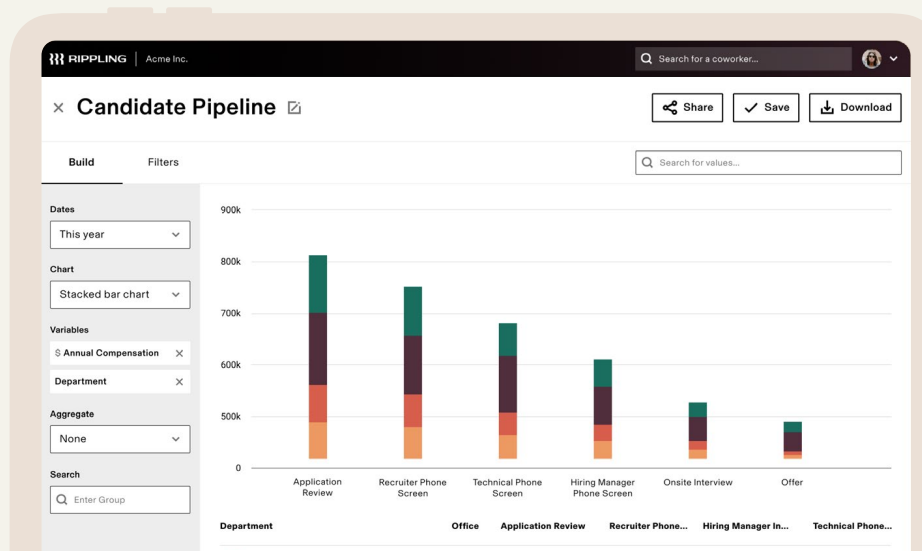 RIPPLING Acme Inc. Search for a coworker...
Candidate Pipeline Share Save Download
Build Filters Search for values...
Dates
This year
Chart
Stacked bar chart
Variables
$ Annual Compensation
Department
Aggregate
None
Search
Enter Group
900k
800k
700k
600k
500k
0
Application
Review
Recruiter Phone
Screen
Technical Phone
Screen
Hiring Manager
Phone Screen
Onsite Interview
Offer
Department Office Application Review Recruiter Phone... Hiring Manager In... Technical Phone...